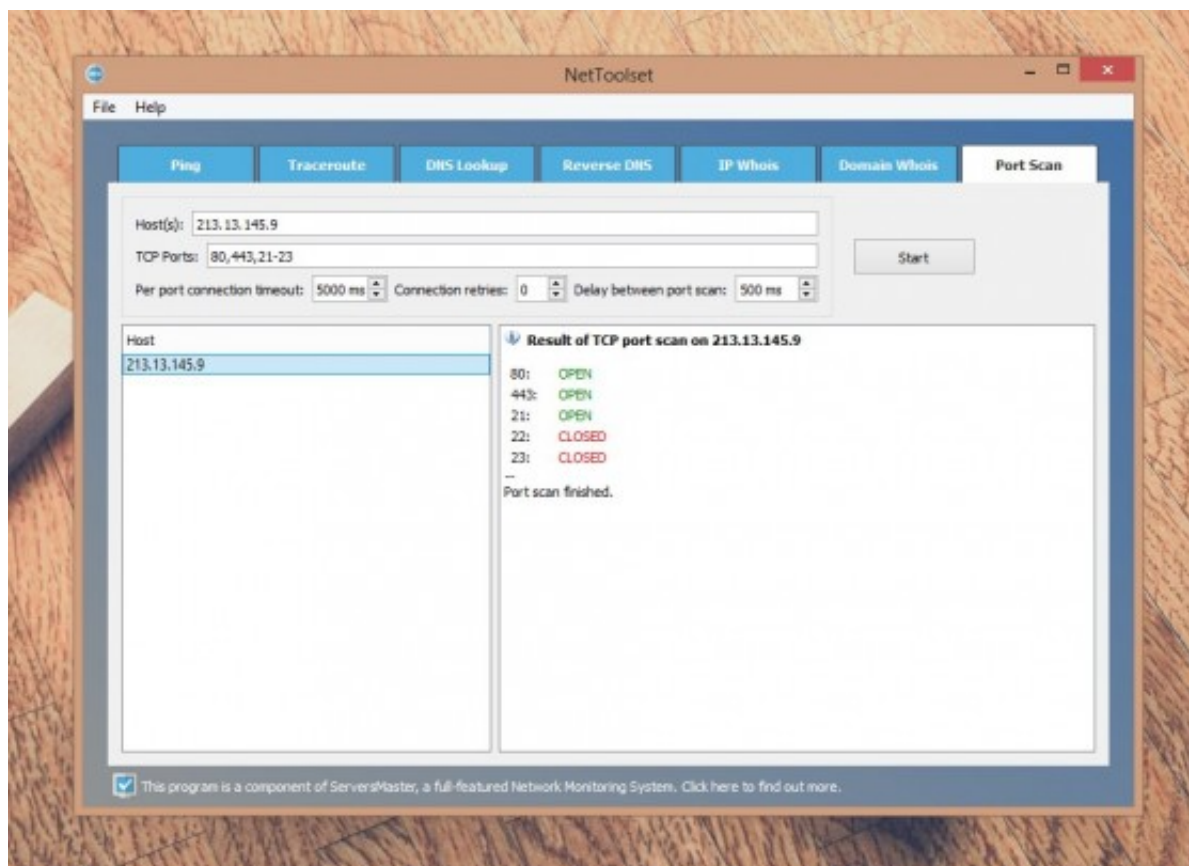 NetToolset
File Help
Ping Traceroute DNS Lookup Reverse DNS IP Whois Domain Whois Port Scan
Host(s): 213.13.145.9
TCP Ports: 80,443,21-23
Start
Per port connection timeout: 5000 ms Connection retries: 0 Delay between port scan: 500 ms
Host
213.13.145.9
Result of TCP port scan on 213.13.145.9
80: OPEN
443: OPEN
21: OPEN
22: CLOSED
23: CLOSED
--
Port scan finished.
This program is a component of ServersMaster, a full-featured Network Monitoring System. Click here to find out more.